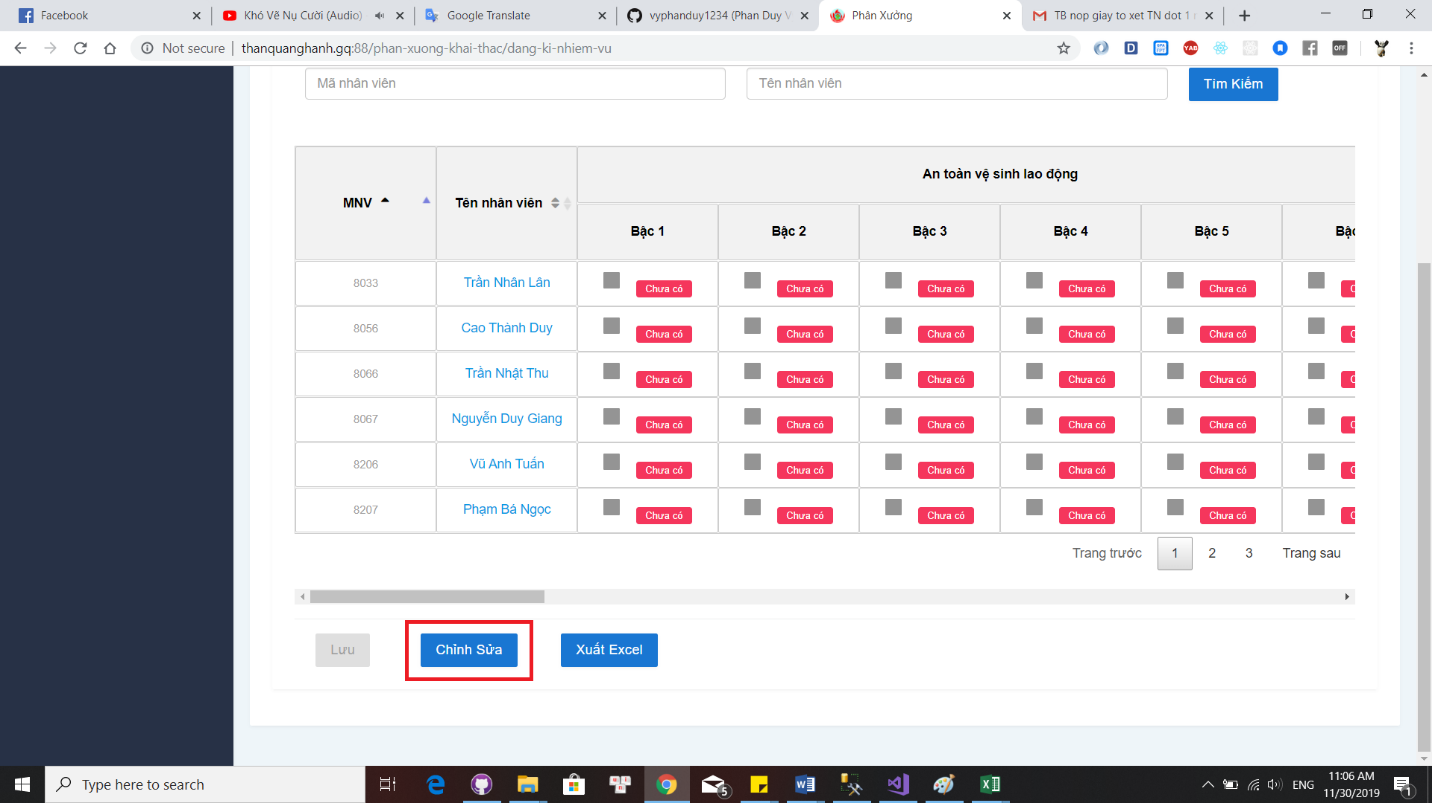 Facebook
Khó Vẽ Nụ Cười (Audio)
Google Translate
vyphanduy1234 (Phan Duy V
Phân Xưởng
TB nop giay to xet TN dot 1
Not secure | thanquanghanh.gq:88/phan-xuong-khai-thac/dang-ki-nhiem-vu
Mã nhân viên
Tên nhân viên
Tìm Kiếm
MNV
Tên nhân viên
An toàn vệ sinh lao động
Bậc 1 Bậc 2 Bậc 3 Bậc 4 Bậc 5 Bậc
8033 Trần Nhân Lân Chưa có Chưa có Chưa có Chưa có Chưa có C
8056 Cao Thành Duy Chưa có Chưa có Chưa có Chưa có Chưa có C
8066 Trần Nhật Thu Chưa có Chưa có Chưa có Chưa có Chưa có C
8067 Nguyễn Duy Giang Chưa có Chưa có Chưa có Chưa có Chưa có C
8206 Vũ Anh Tuấn Chưa có Chưa có Chưa có Chưa có Chưa có C
8207 Phạm Bá Ngọc Chưa có Chưa có Chưa có Chưa có Chưa có C
Trang trước 1 2 3 Trang sau
Lưu
Chỉnh Sửa
Xuất Excel
Type here to search
5
ENG
11:06 AM
11/30/2019
1